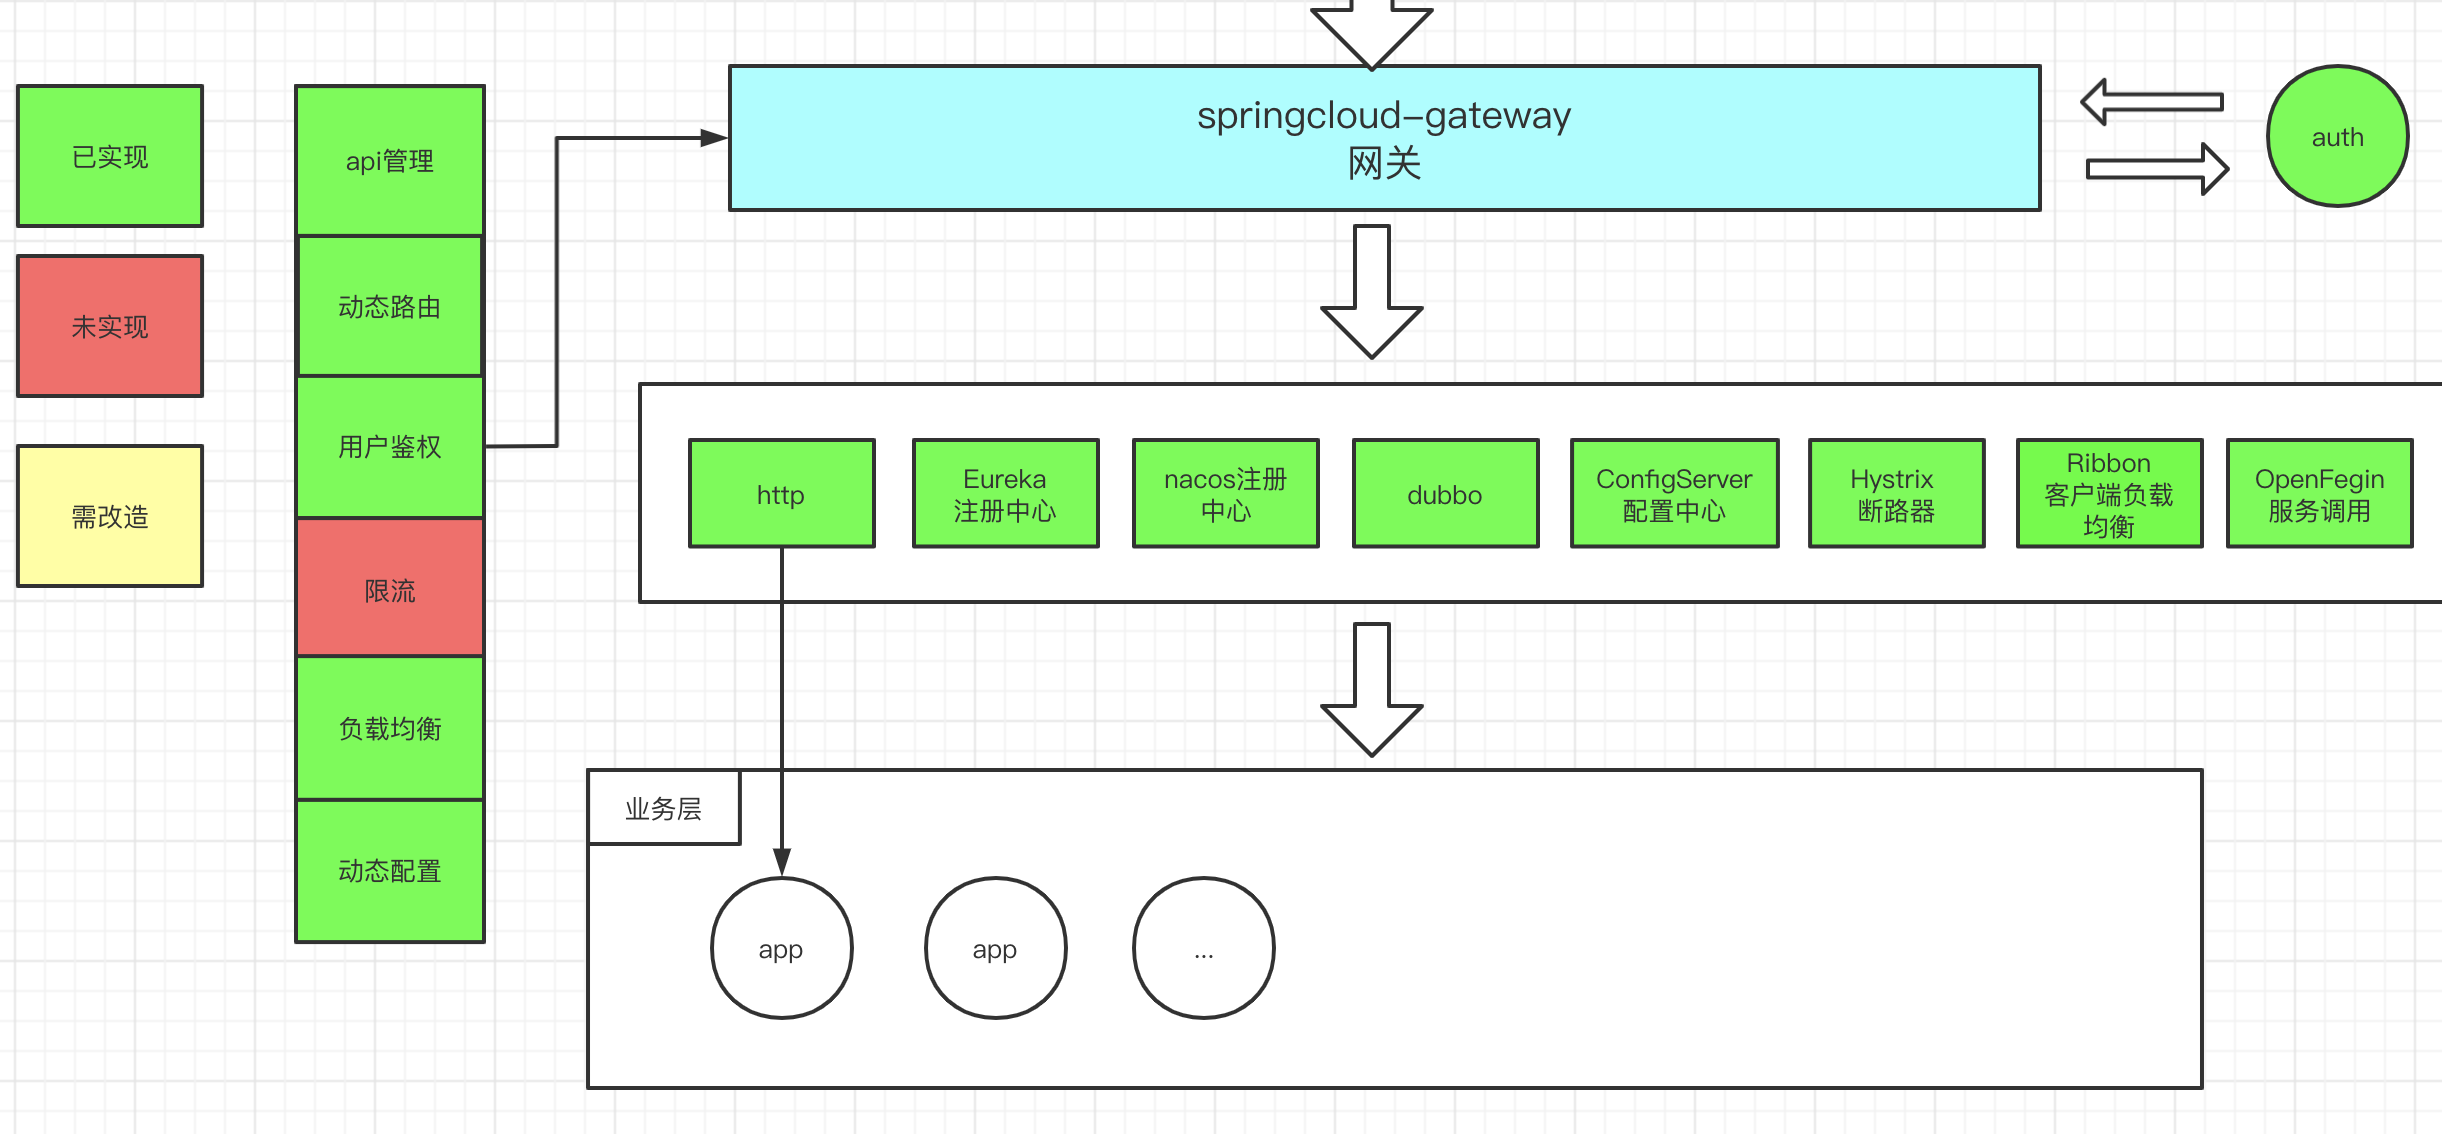 已实现
未实现
需改造
api管理
动态路由
用户鉴权
限流
负载均衡
动态配置
springcloud-gateway
网关
auth
http
Eureka
注册中心
nacos注册
中心
dubbo
ConfigServer
配置中心
Hystrix
断路器
Ribbon
客户端负载
均衡
OpenFegin
服务调用
业务层
app
app
...